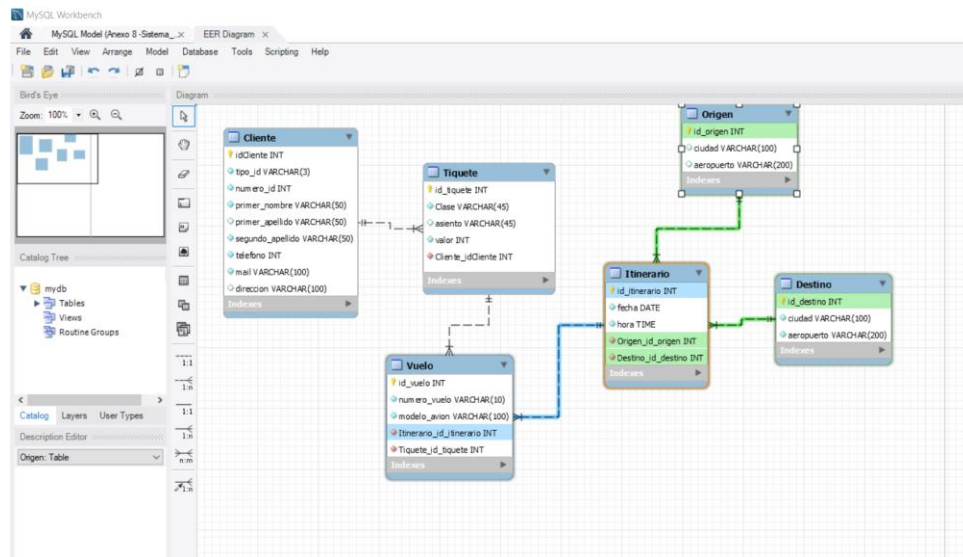 MySQL Workbench
MySQL Model (Anexo 8 -Sistema_... × EER Diagram ×
File Edit View Arrange Model Database Tools Scripting Help
Bird's Eye
Zoom: 100%
Diagram
Cliente
idCliente INT
tipo_id VARCHAR(3)
numero_id INT
primer_nombre VARCHAR(50)
primer_apellido VARCHAR(50)
segundo_apellido VARCHAR(50)
telefono INT
mail VARCHAR(100)
direccion VARCHAR(100)
Indexes
Tiquete
id_tiquete INT
Clase VARCHAR(45)
asiento VARCHAR(45)
valor INT
Cliente_idCliente INT
Indexes
Origen
id_origen INT
ciudad VARCHAR(100)
aeropuerto VARCHAR(200)
Indexes
Itinerario
id_itinerario INT
fecha DATE
hora TIME
Origen_id_origen INT
Destino_id_destino INT
Indexes
Destino
id_destino INT
ciudad VARCHAR(100)
aeropuerto VARCHAR(200)
Indexes
Vuelo
id_vuelo INT
numero_vuelo VARCHAR(10)
modelo_avion VARCHAR(100)
Itinerario_id_itinerario INT
Tiquete_id_tiquete INT
Indexes
Catalog Tree
mydb
Tables
Views
Routine Groups
Catalog Layers User Types
Description Editor
Origen: Table
1:1
1:n
1:1
1:n
n:m
1:n